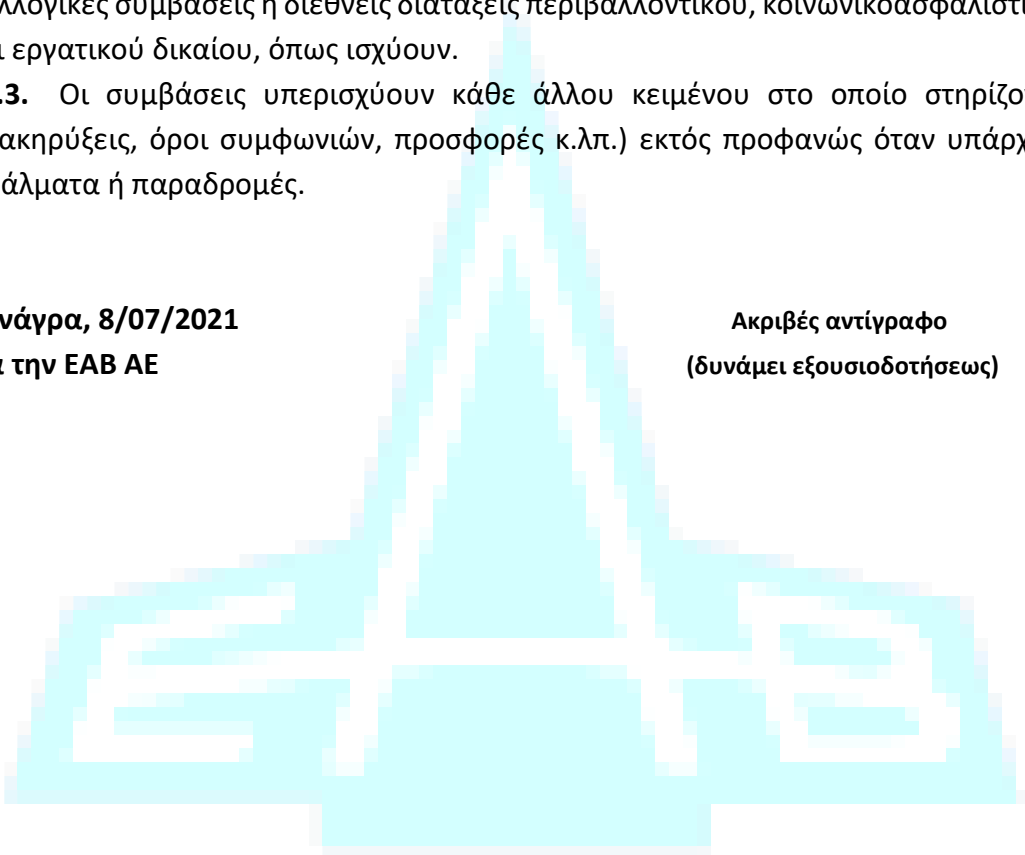 λλογικές συμβάσεις ή διεθνείς διατάξεις περιβαλλοντικού, κοινωνικοασφαλιστι
ι εργατικού δικαίου, όπως ισχύουν.
.3. Οι συμβάσεις υπερισχύουν κάθε άλλου κειμένου στο οποίο στηρίζο
ακηρύξεις, όροι συμφωνιών, προσφορές κ.λπ.) εκτός προφανώς όταν υπάρχ
άλματα ή παραδρομές.
νάγρα, 8/07/2021
Ακριβές αντίγραφο
α την ΕΑΒ ΑΕ
(δυνάμει εξουσιοδοτήσεως)
ΕΑΒ